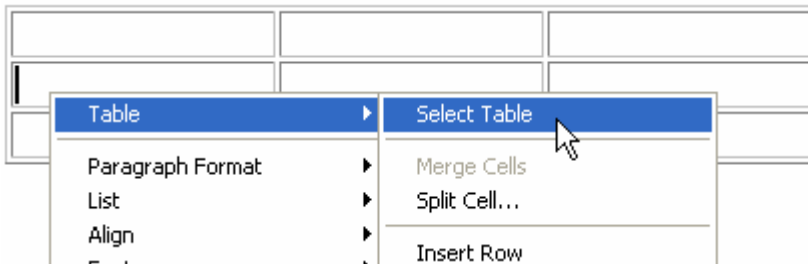 Table
Select Table
Paragraph Format
Merge Cells
List
Split Cell...
Align
Insert Row